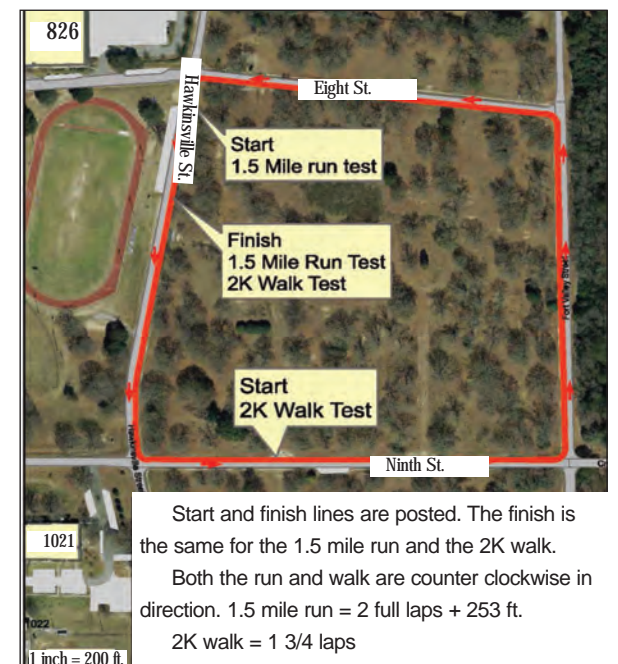 826
Eight St.
Hawkinsville St.
Start
1.5 Mile run test
Finish
1.5 Mile Run Test
2K Walk Test
Fort Valley Street
Start
2K Walk Test
Ninth St.
Start and finish lines are posted. The finish is
the same for the 1.5 mile run and the 2K walk.
Both the run and walk are counter clockwise in
direction. 1.5 mile run = 2 full laps + 253 ft.
2K walk = 1 3/4 laps
1021
1022
1 inch = 200 ft.